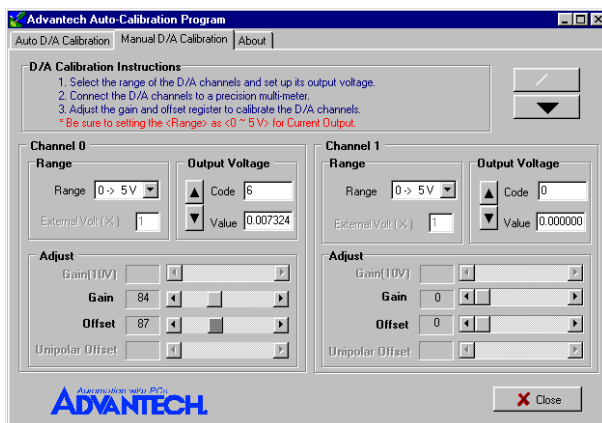 Advantech Auto-Calibration Program
Auto D/A Calibration Manual D/A Calibration About
D/A Calibration Instructions
1. Select the range of the D/A channels and set up its output voltage.
2. Connect the D/A channels to a precision multi-meter.
3. Adjust the gain and offset register to calibrate the D/A channels.
* Be sure to setting the <Range> as <0 ~ 5 V> for Current Output.
Channel 0
Range
Range 0 -> 5 V
External Volt (X:) 1
Output Voltage
Code 6
Value 0.007324
Adjust
Gain(10V)
Gain 84
Offset 87
Unipolar Offset
Channel 1
Range
Range 0 -> 5 V
External Volt (X:) 1
Output Voltage
Code 0
Value 0.000000
Adjust
Gain(10V)
Gain 0
Offset 0
Unipolar Offset
Automation with PCs
ADVANTECH.
Close